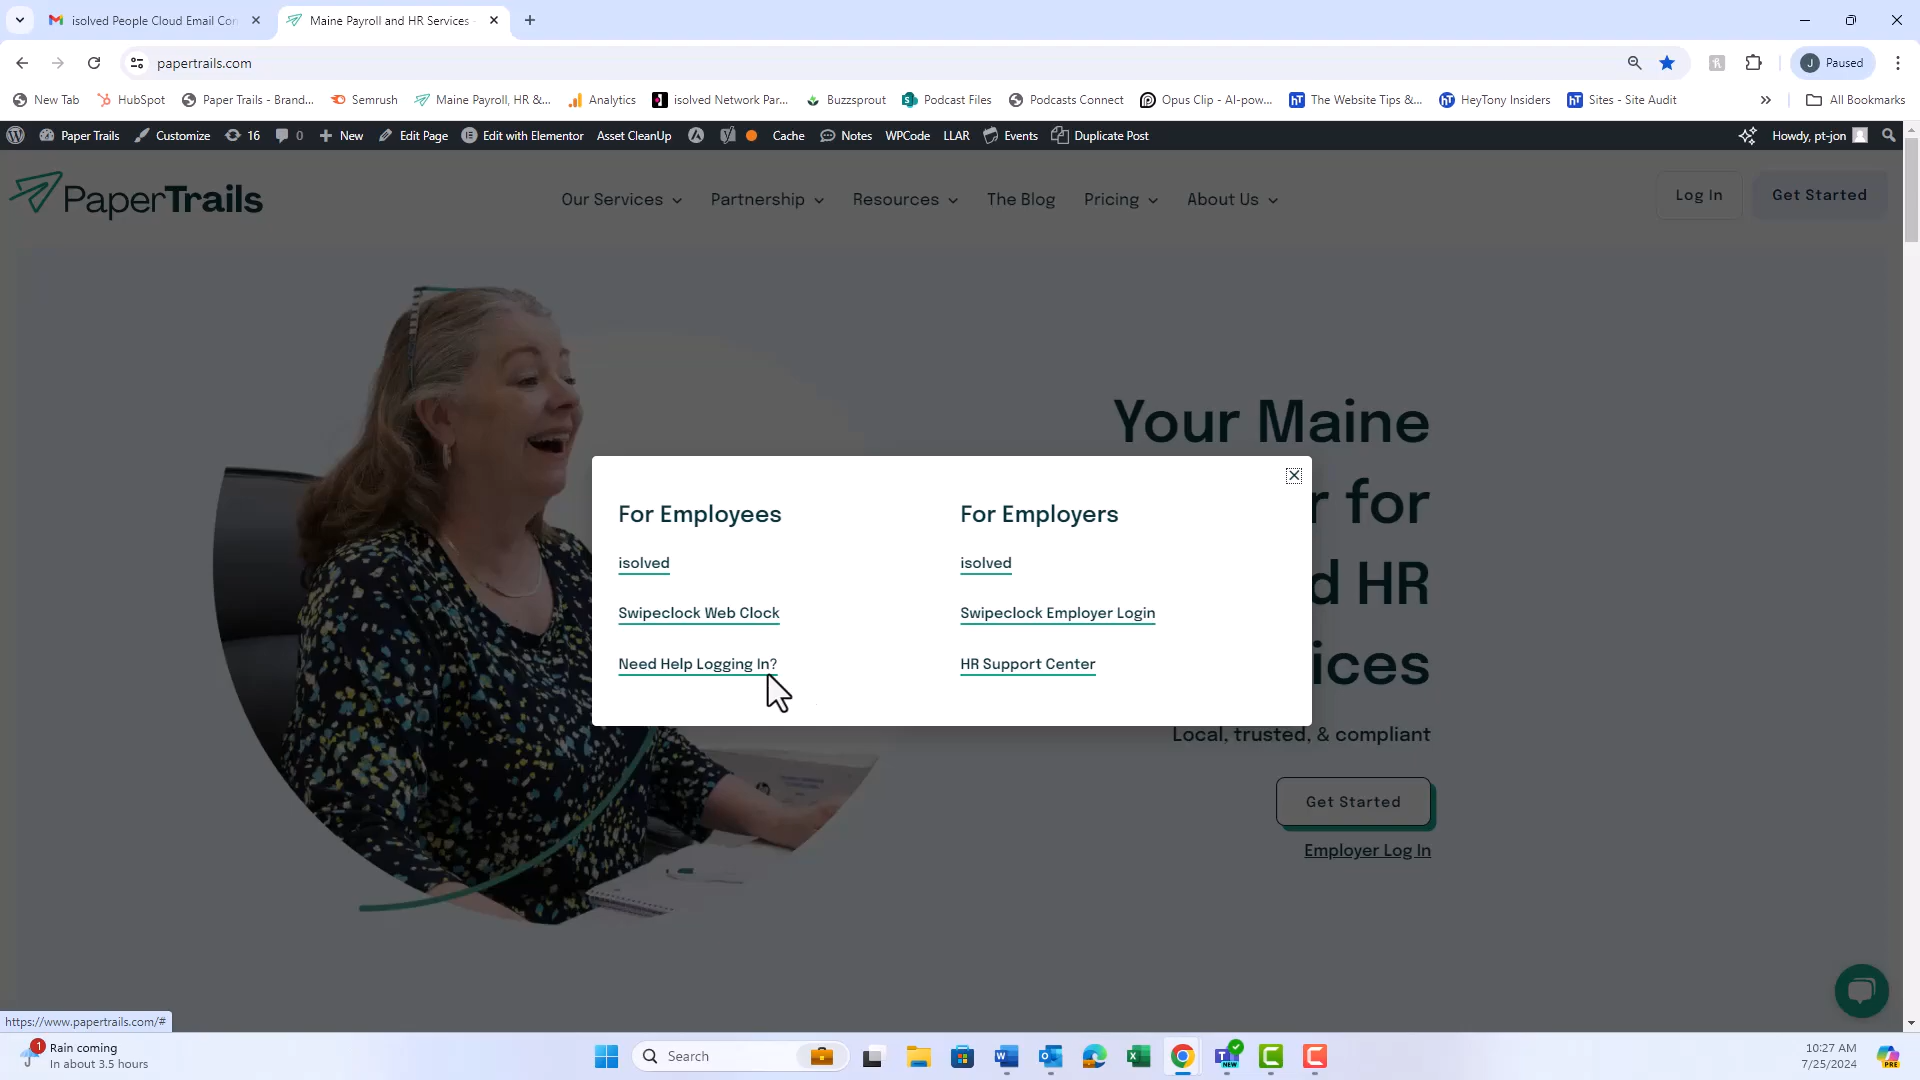 isolved People Cloud Email Con
Maine Payroll and HR Services -
papertrails.com
Paused
New Tab
HubSpot
Paper Trails - Brand...
Semrush
Maine Payroll, HR &...
Analytics
isolved Network Par...
Buzzsprout
Podcast Files
Podcasts Connect
Opus Clip - AI-pow...
The Website Tips &...
HeyTony Insiders
Sites - Site Audit
All Bookmarks
Paper Trails
Customize
16
0
New
Edit Page
Edit with Elementor
Asset CleanUp
Cache
Notes
WPCode
LLAR
Events
Duplicate Post
Howdy, pt-jon
PaperTrails
Our Services
Partnership
Resources
The Blog
Pricing
About Us
Log In
Get Started
Your Maine
r for
d HR
ices
For Employees
isolved
Swipeclock Web Clock
Need Help Logging In?
For Employers
isolved
Swipeclock Employer Login
HR Support Center
Local, trusted, & compliant
Get Started
Employer Log In
https://www.papertrails.com/#
1
Rain coming
In about 3.5 hours
Search
NEW
10:27 AM
7/25/2024
PRE